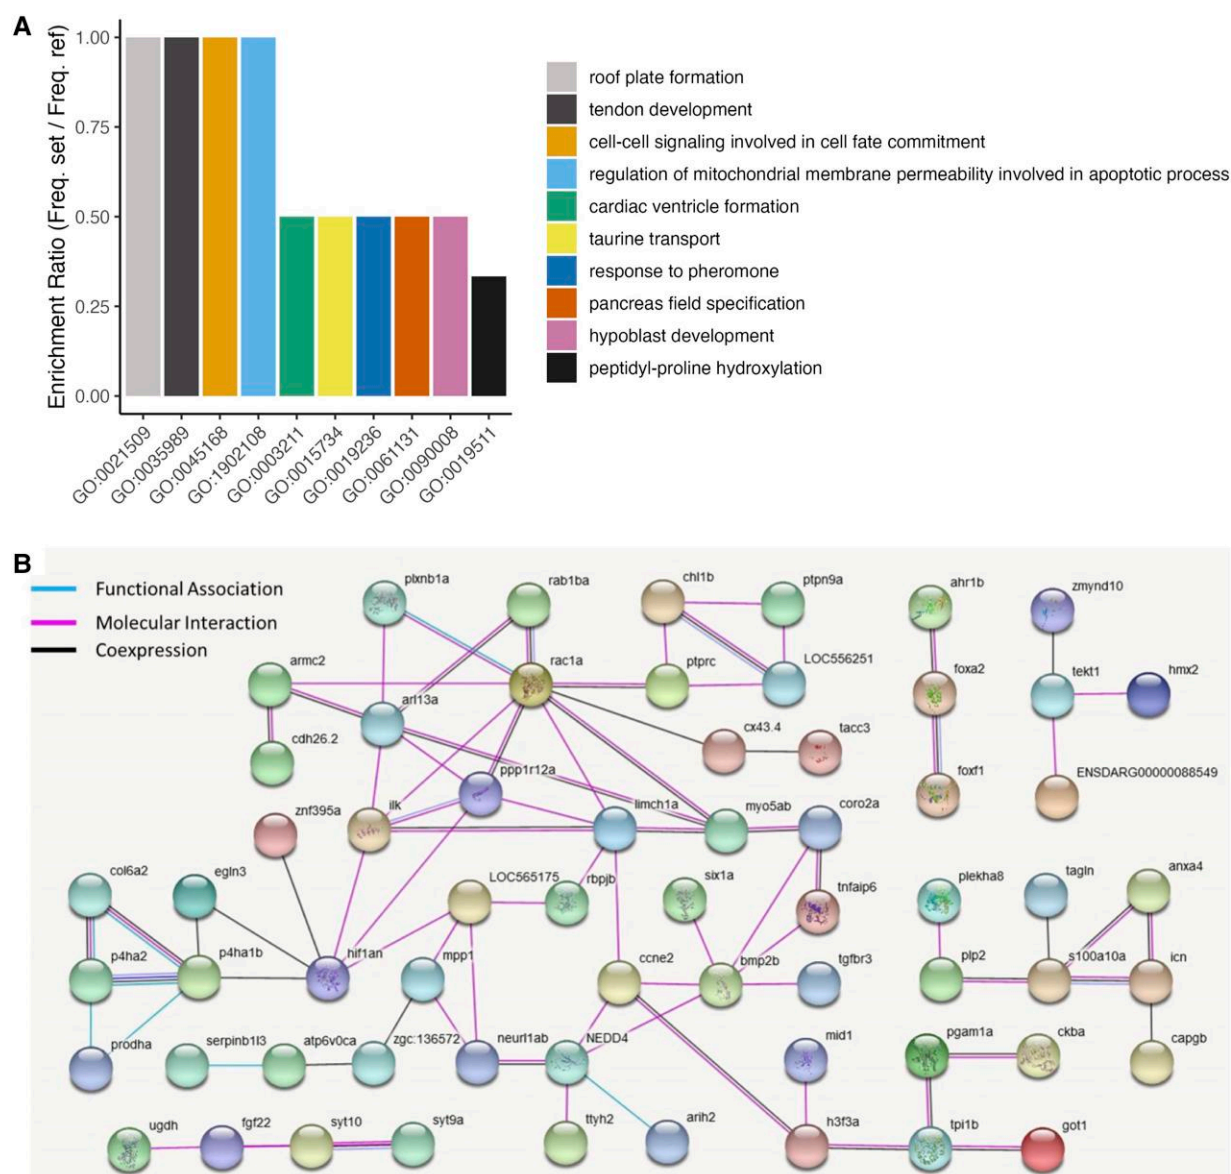 A
Enrichment Ratio (Freq. set / Freq. ref)
1.00
0.75
0.50
0.25
0.00
GO:0021509
GO:0035989
GO:0045168
GO:1902108
GO:0003211
GO:0015734
GO:0019236
GO:0061131
GO:0090008
GO:0019511
roof plate formation
tendon development
cell-cell signaling involved in cell fate commitment
regulation of mitochondrial membrane permeability involved in apoptotic process
cardiac ventricle formation
taurine transport
response to pheromone
pancreas field specification
hypoblast development
peptidyl-proline hydroxylation
B
Functional Association
Molecular Interaction
Coexpression
plxnb1a
rab1ba
chl1b
ptpn9a
ahr1b
zmynd10
armc2
arl13a
rac1a
ptprc
LOC556251
foxa2
tekt1
hmx2
cdh26.2
cx43.4
tacc3
ppp1r12a
foxf1
ENSDARG00000088549
znf395a
ilk
limch1a
myo5ab
coro2a
col6a2
egln3
LOC565175
rbpjb
six1a
tnfaip6
plekha8
tagln
anxa4
p4ha2
p4ha1b
hif1an
mpp1
ccne2
bmp2b
tgfbr3
plp2
s100a10a
icn
prodha
serpinb1l3
atp6v0ca
zgc:136572
neurl1ab
NEDD4
mid1
pgam1a
ckba
capgb
ugdh
fgf22
syt10
syt9a
ttyh2
arih2
h3f3a
tpi1b
got1